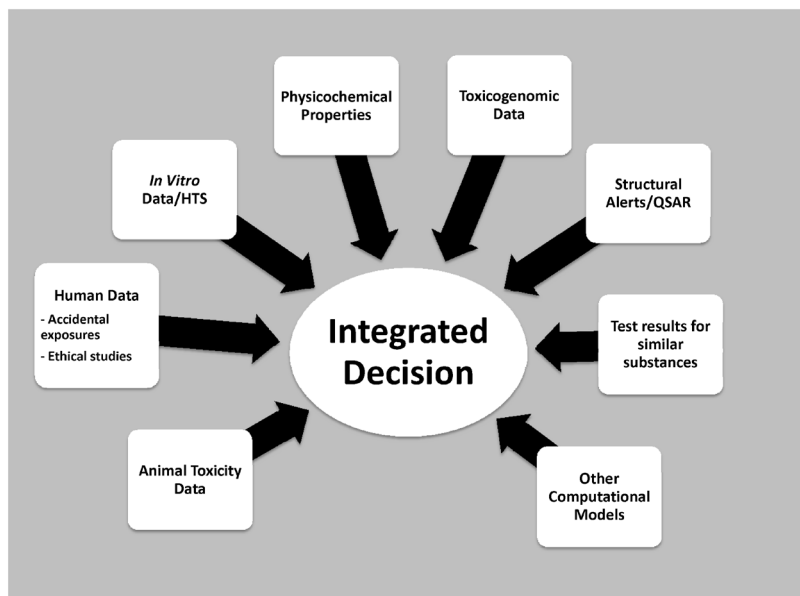 Physicochemical
Properties
Toxicogenomic
Data
In Vitro
Data/HTS
Structural
Alerts/QSAR
Human Data
- Accidental
exposures
- Ethical studies
Integrated
Decision
Test results for
similar
substances
Animal Toxicity
Data
Other
Computational
Models